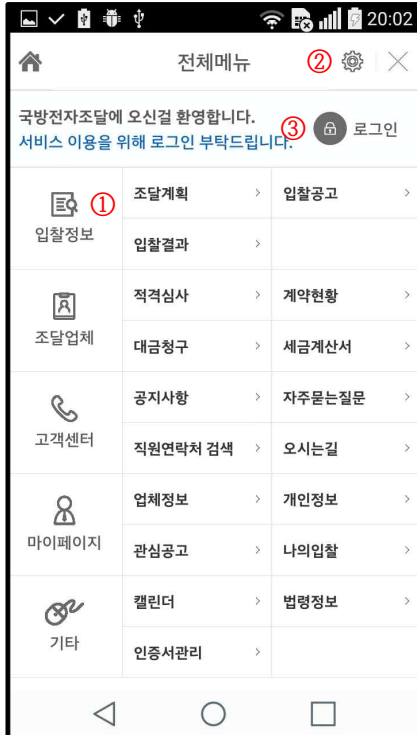 20:02
전체메뉴 ②
국방전자조달에 오신걸 환영합니다.
서비스 이용을 위해 로그인 부탁드립니다. ③ 로그인
입찰정보 ①
조달계획 입찰공고
입찰결과
조달업체
적격심사 계약현황
대금청구 세금계산서
고객센터
공지사항 자주묻는질문
직원연락처 검색 오시는길
마이페이지
업체정보 개인정보
관심공고 나의입찰
기타
캘린더 법령정보
인증서관리